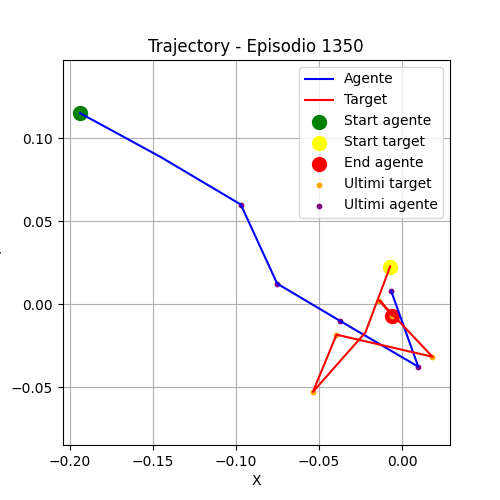 Trajectory - Episodio 1350
Agente
Target
Start agente
Start target
End agente
Ultimi target
Ultimi agente
0.10
0.05
0.00
−0.05
−0.20
−0.15
−0.10
−0.05
0.00
X